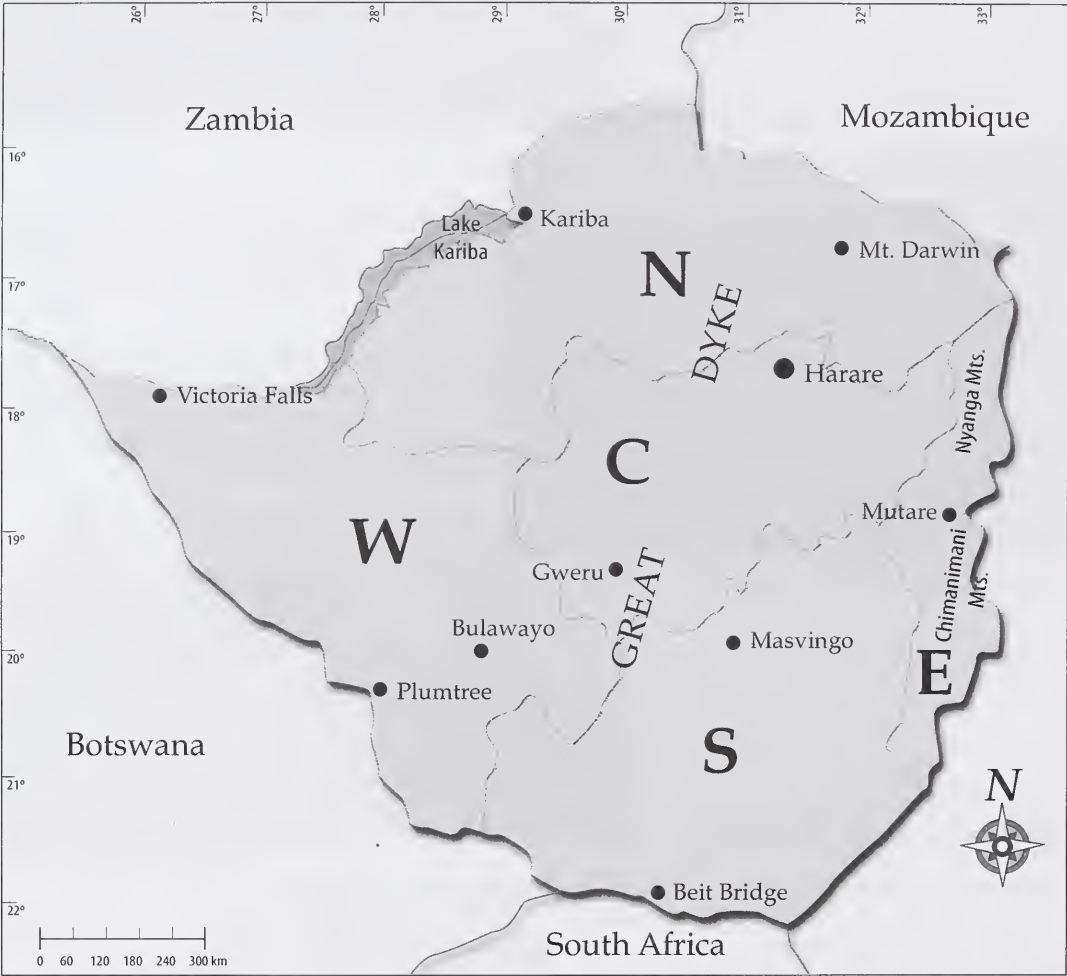 26° 27° 28° 29° 30° 31° 32° 33°
Zambia
Mozambique
16°
Lake
Kariba
Kariba
N
Mt. Darwin
17°
DYKE
Harare
Nyanga Mts.
Victoria Falls
18°
C
W
Mutare
19°
Gweru
GREAT
Chimanimani
Mts.
Bulawayo
Masvingo
20°
E
Plumtree
Botswana
S
21°
N
Beit Bridge
22°
South Africa
0 60 120 180 240 300 km